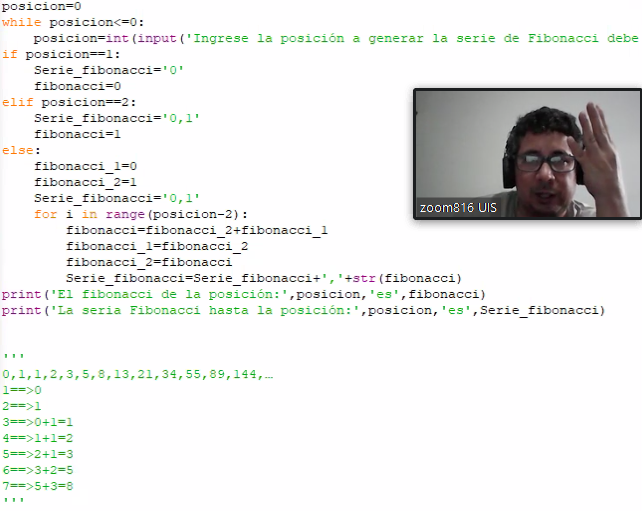 posicion=0
while posicion<=0:
    posicion=int(input('Ingrese la posición a generar la serie de Fibonacci debe
if posicion==1:
    Serie_fibonacci='0'
    fibonacci=0
elif posicion==2:
    Serie_fibonacci='0,1'
    fibonacci=1
else:
    fibonacci_1=0
    fibonacci_2=1
    Serie_fibonacci='0,1'
    for i in range(posicion-2):
        fibonacci=fibonacci_2+fibonacci_1
        fibonacci_1=fibonacci_2
        fibonacci_2=fibonacci
        Serie_fibonacci=Serie_fibonacci+','+str(fibonacci)
print('El fibonacci de la posición:',posicion,'es',fibonacci)
print('La seria Fibonacci hasta la posición:',posicion,'es',Serie_fibonacci)
'''
0,1,1,2,3,5,8,13,21,34,55,89,144,…
1==>0
2==>1
3==>0+1=1
4==>1+1=2
5==>2+1=3
6==>3+2=5
7==>5+3=8
'''
zoom816 UIS